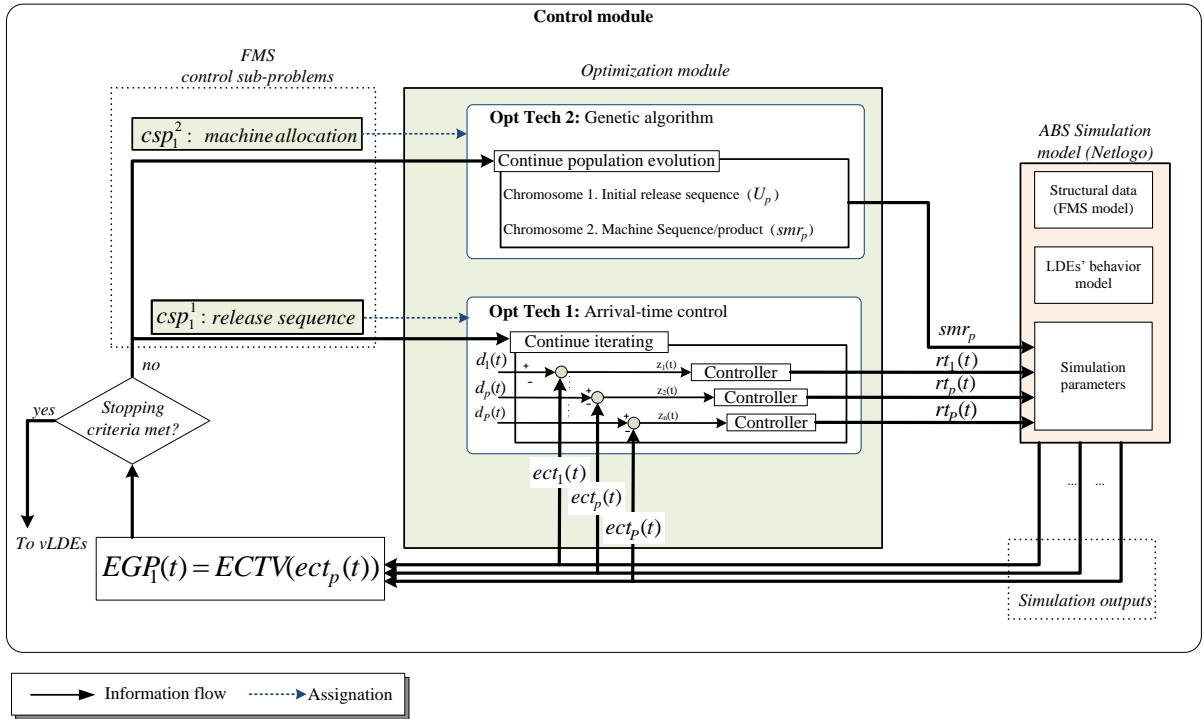 Control module
FMS
control sub-problems
Optimization module
csp₁² : machine allocation
Opt Tech 2: Genetic algorithm
Continue population evolution
Chromosome 1. Initial release sequence (Uₚ)
Chromosome 2. Machine Sequence/product (smrₚ)
ABS Simulation
model (Netlogo)
Structural data
(FMS model)
LDEs' behavior
model
Simulation
parameters
csp₁¹ : release sequence
Opt Tech 1: Arrival-time control
Continue iterating
d₁(t)
+
-
z₁(t)
Controller
dₚ(t)
+
-
z₂(t)
Controller
d_P(t)
+
-
zₙ(t)
Controller
smrₚ
rt₁(t)
rtₚ(t)
rt_P(t)
no
yes
Stopping
criteria met?
To vLDEs
ect₁(t)
ectₚ(t)
ect_P(t)
... ...
EGP₁(t) = ECTV(ectₚ(t))
Simulation outputs
Information flow
Assignation